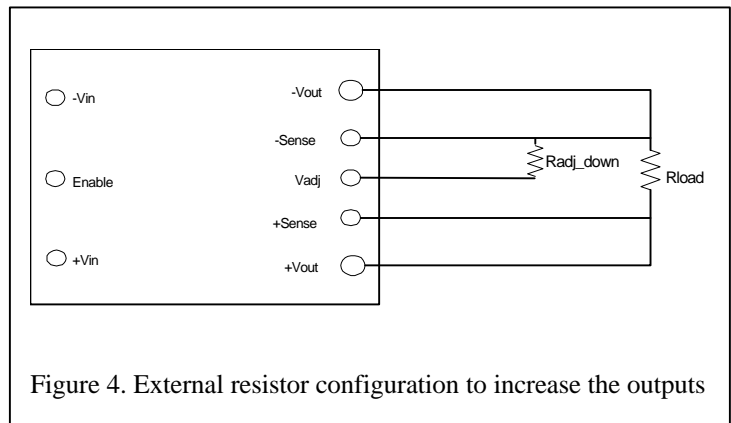 -Vin
-Vout
-Sense
Radj_down
Enable
Vadj
Rload
+Sense
+Vin
+Vout
Figure 4. External resistor configuration to increase the outputs